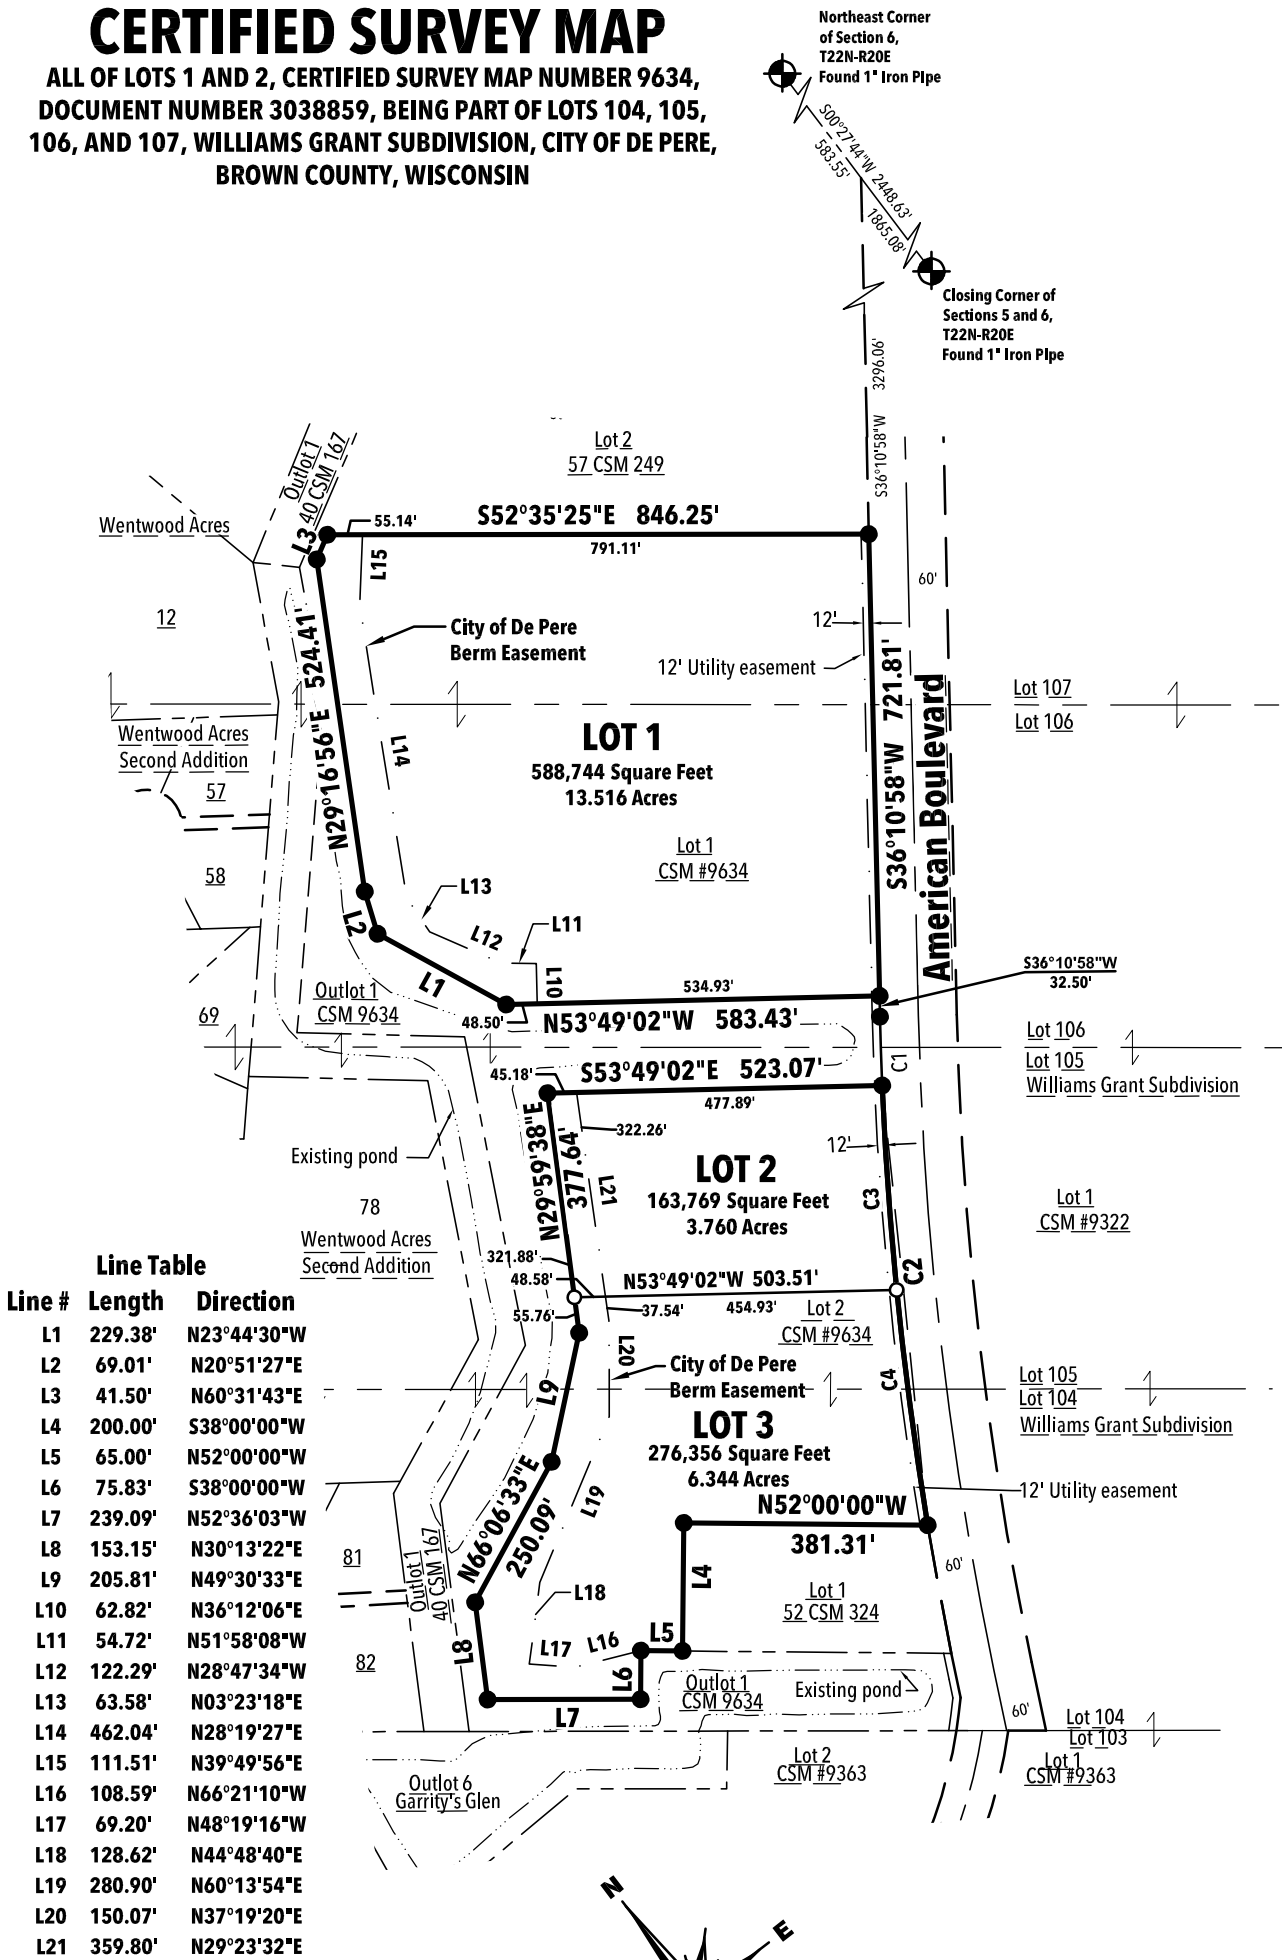 CERTIFIED SURVEY MAP
ALL OF LOTS 1 AND 2, CERTIFIED SURVEY MAP NUMBER 9634,
DOCUMENT NUMBER 3038859, BEING PART OF LOTS 104, 105,
106, AND 107, WILLIAMS GRANT SUBDIVISION, CITY OF DE PERE,
BROWN COUNTY, WISCONSIN
Northeast Corner
of Section 6,
T22N-R20E
Found 1" Iron Pipe
S00°27'44"W 2448.63'
583.55'
1865.08'
Closing Corner of
Sections 5 and 6,
T22N-R20E
Found 1" Iron Pipe
S36°10'58"W 3296.06'
Outlot 1
40 CSM 167
Lot 2
57 CSM 249
Wentwood Acres
L3
55.14'
S52°35'25"E 846.25'
791.11'
L15
60'
12
12'
City of De Pere
Berm Easement
12' Utility easement
N29°16'56"E 524.41'
S36°10'58"W 721.81'
American Boulevard
Lot 107
Lot 106
Wentwood Acres
Second Addition
57
L14
LOT 1
588,744 Square Feet
13.516 Acres
Lot 1
CSM #9634
58
L13
L2
L12
L11
L1
L10
S36°10'58"W
32.50'
Outlot 1
CSM 9634
534.93'
69
48.50'
N53°49'02"W 583.43'
Lot 106
Lot 105
Williams Grant Subdivision
C1
45.18'
S53°49'02"E 523.07'
477.89'
322.26'
Existing pond
N29°59'38"E
377.64'
12'
LOT 2
163,769 Square Feet
3.760 Acres
L21
C3
Lot 1
CSM #9322
78
Wentwood Acres
Second Addition
321.88'
48.58'
N53°49'02"W 503.51'
C2
55.76'
37.54'
454.93'
Lot 2
CSM #9634
L20
City of De Pere
Berm Easement
L9
C4
Lot 105
Lot 104
Williams Grant Subdivision
LOT 3
276,356 Square Feet
6.344 Acres
N66°06'33"E
250.09'
L19
N52°00'00"W
381.31'
12' Utility easement
81
Outlot 1
40 CSM 167
L4
60'
L18
Lot 1
52 CSM 324
82
L8
L17
L16
L5
L6
Outlot 1
CSM 9634
Existing pond
L7
60'
Lot 104
Lot 103
Lot 2
CSM #9363
Lot 1
CSM #9363
Outlot 6
Garrity's Glen
N
E
Line Table
Line # Length Direction
L1 229.38' N23°44'30"W
L2 69.01' N20°51'27"E
L3 41.50' N60°31'43"E
L4 200.00' S38°00'00"W
L5 65.00' N52°00'00"W
L6 75.83' S38°00'00"W
L7 239.09' N52°36'03"W
L8 153.15' N30°13'22"E
L9 205.81' N49°30'33"E
L10 62.82' N36°12'06"E
L11 54.72' N51°58'08"W
L12 122.29' N28°47'34"W
L13 63.58' N03°23'18"E
L14 462.04' N28°19'27"E
L15 111.51' N39°49'56"E
L16 108.59' N66°21'10"W
L17 69.20' N48°19'16"W
L18 128.62' N44°48'40"E
L19 280.90' N60°13'54"E
L20 150.07' N37°19'20"E
L21 359.80' N29°23'32"E